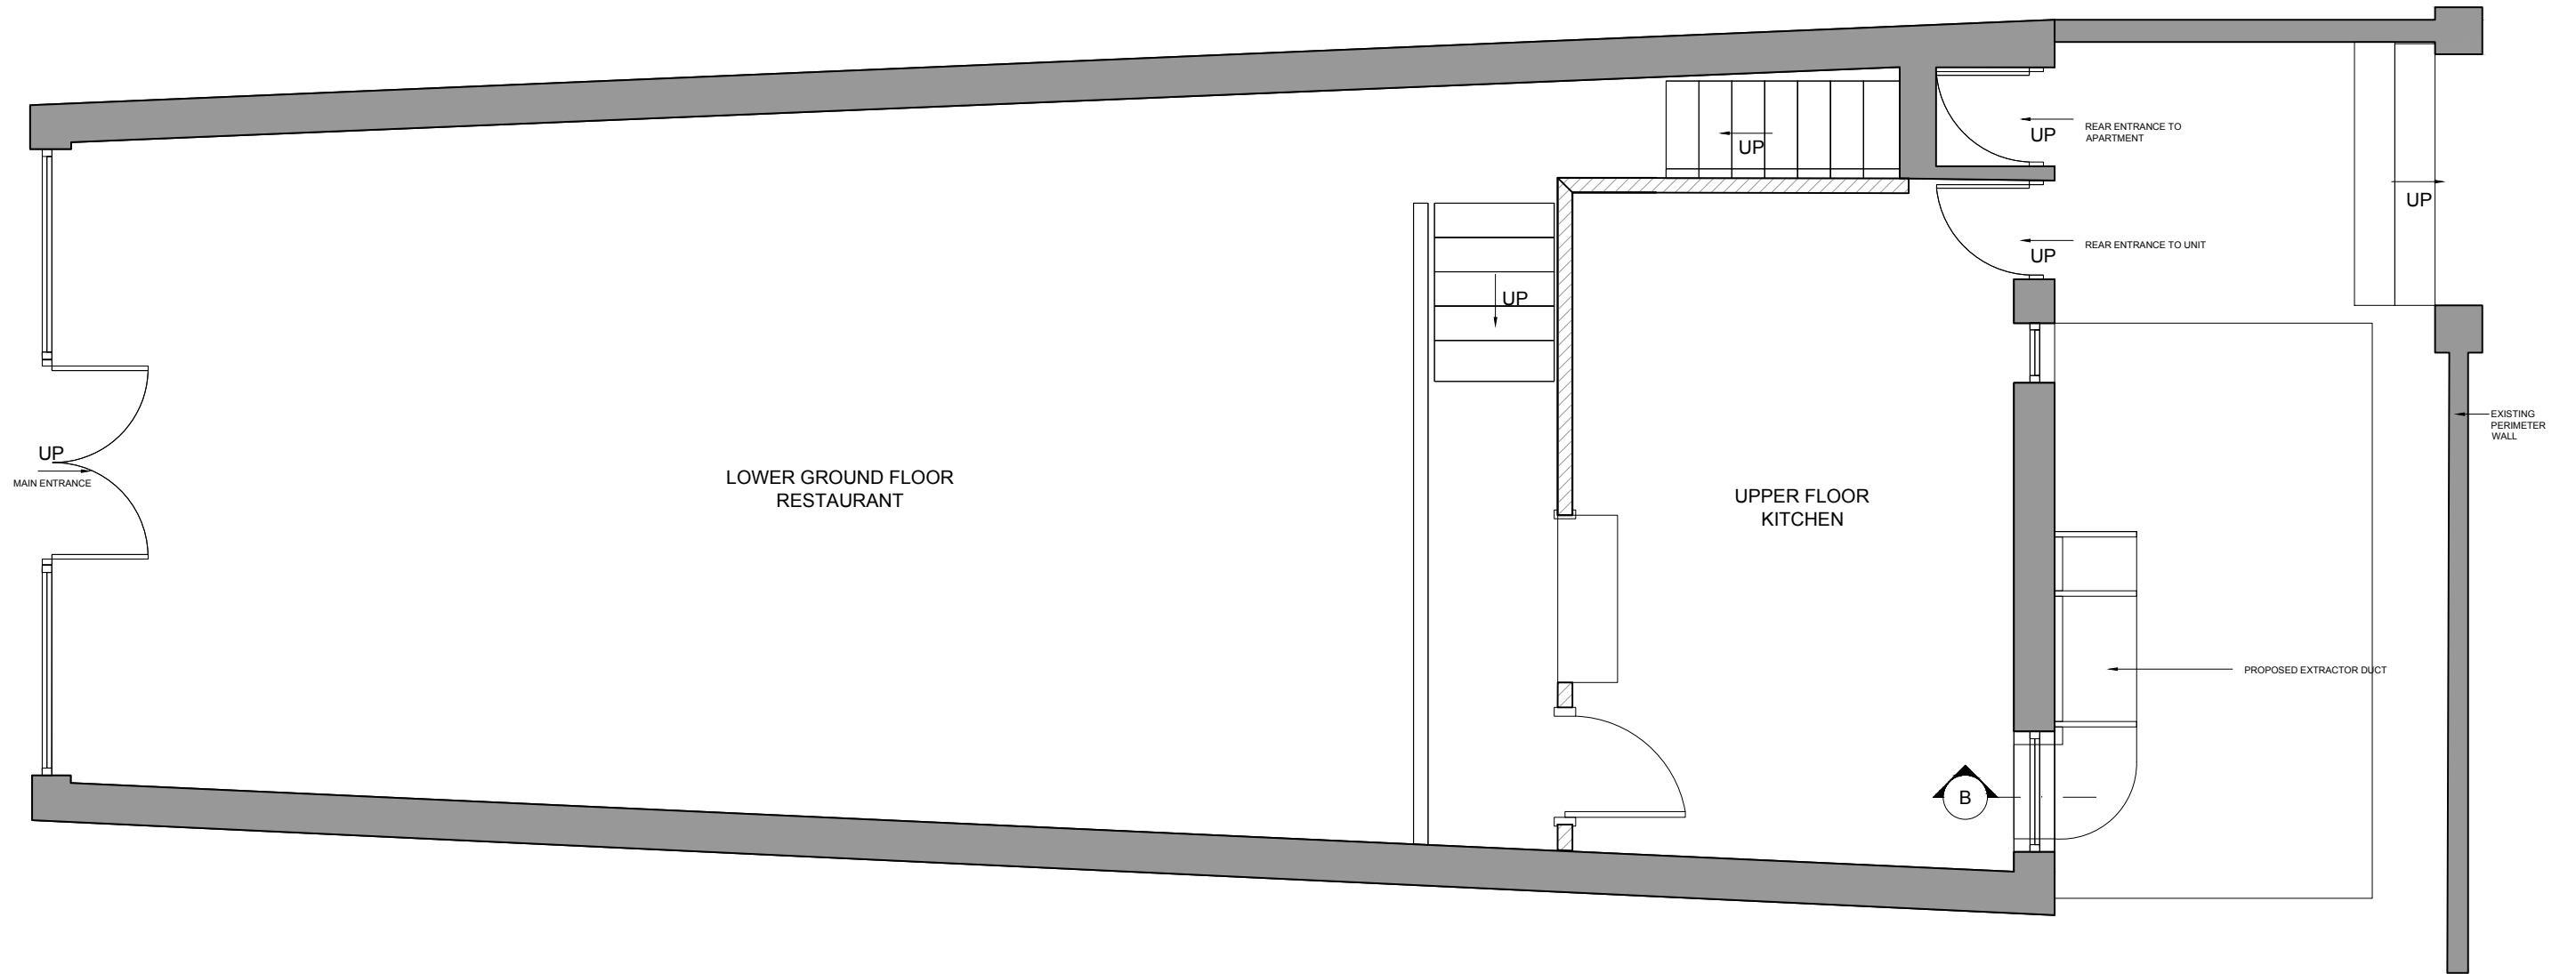 UP
REAR ENTRANCE TO
APARTMENT
UP
UP
REAR ENTRANCE TO UNIT
UP
UP
UP
EXISTING
PERIMETER
WALL
UP
MAIN ENTRANCE
LOWER GROUND FLOOR
RESTAURANT
UPPER FLOOR
KITCHEN
PROPOSED EXTRACTOR DUCT
B